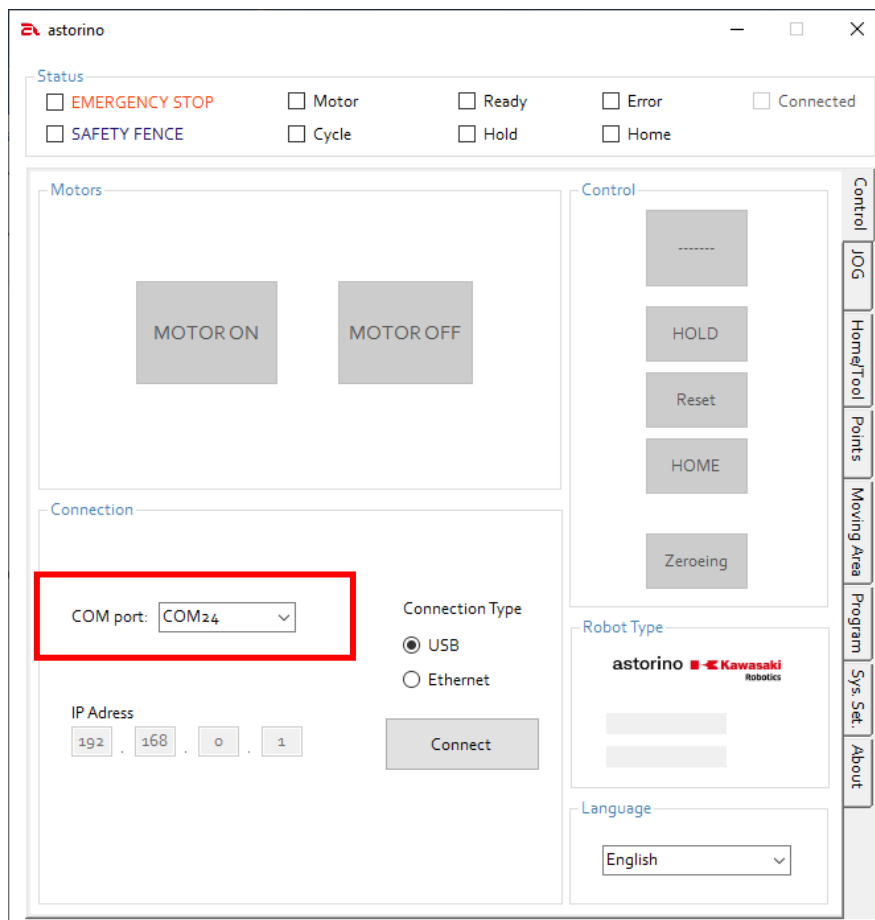 astorino
Status
EMERGENCY STOP
Motor
Ready
Error
Connected
SAFETY FENCE
Cycle
Hold
Home
Motors
MOTOR ON
MOTOR OFF
Control
-------
HOLD
Reset
HOME
Zeroeing
Control
JOG
Home/Tool
Points
Moving Area
Program
Sys. Set.
About
Connection
COM port:
COM24
Connection Type
USB
Ethernet
IP Adress
192 . 168 . 0 . 1
Connect
Robot Type
astorino Kawasaki
Robotics
Language
English